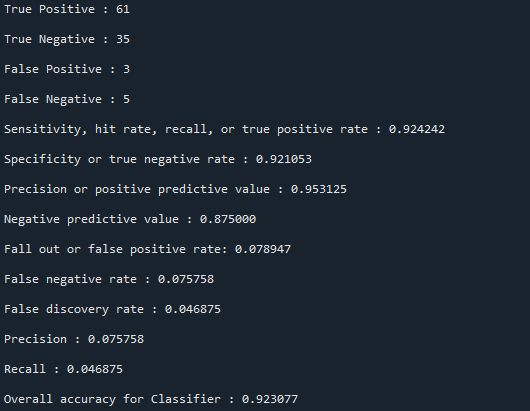 True Positive : 61
True Negative : 35
False Positive : 3
False Negative : 5
Sensitivity, hit rate, recall, or true positive rate : 0.924242
Specificity or true negative rate : 0.921053
Precision or positive predictive value : 0.953125
Negative predictive value : 0.875000
Fall out or false positive rate: 0.078947
False negative rate : 0.075758
False discovery rate : 0.046875
Precision : 0.075758
Recall : 0.046875
Overall accuracy for Classifier : 0.923077